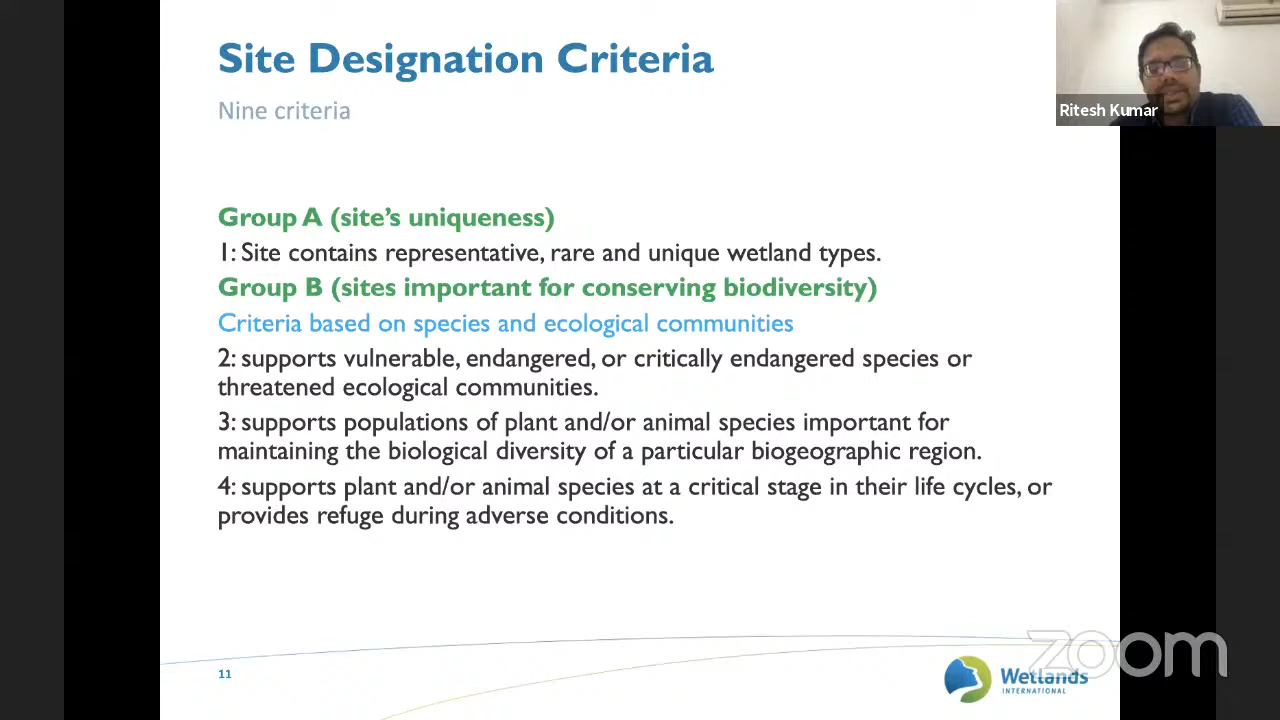 Site Designation Criteria
Nine criteria
Ritesh Kumar
Group A (site's uniqueness)
1: Site contains representative, rare and unique wetland types.
Group B (sites important for conserving biodiversity)
Criteria based on species and ecological communities
2: supports vulnerable, endangered, or critically endangered species or
threatened ecological communities.
3: supports populations of plant and/or animal species important for
maintaining the biological diversity of a particular biogeographic region.
4: supports plant and/or animal species at a critical stage in their life cycles, or
provides refuge during adverse conditions.
zoom
11
Wetlands
INTERNATIONAL